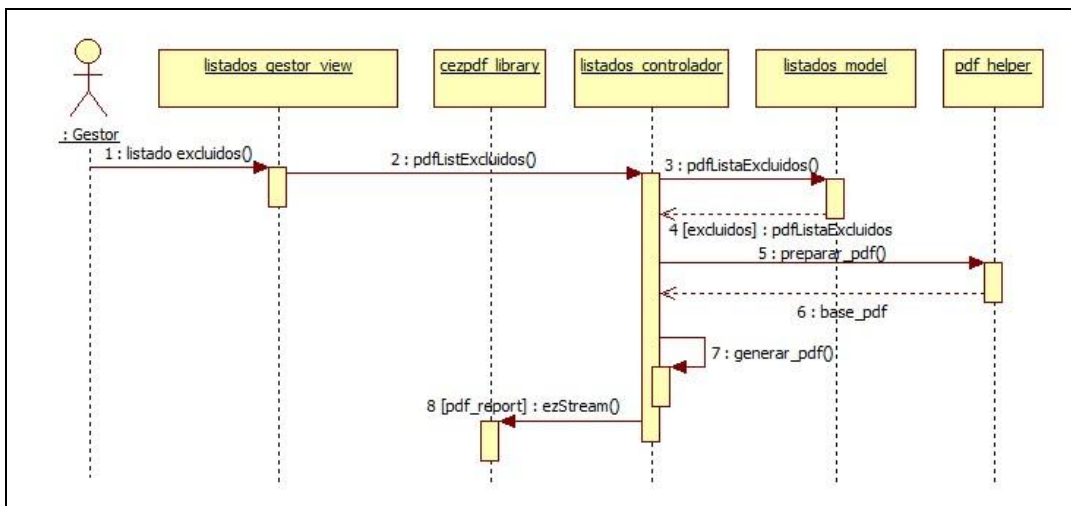 listados_gestor_view
cezpdf_library
listados_controlador
listados_model
pdf_helper
: Gestor
1 : listado excluidos()
2 : pdfListExcluidos()
3 : pdfListaExcluidos()
4 [excluidos] : pdfListaExcluidos
5 : preparar_pdf()
6 : base_pdf
7 : generar_pdf()
8 [pdf_report] : ezStream()